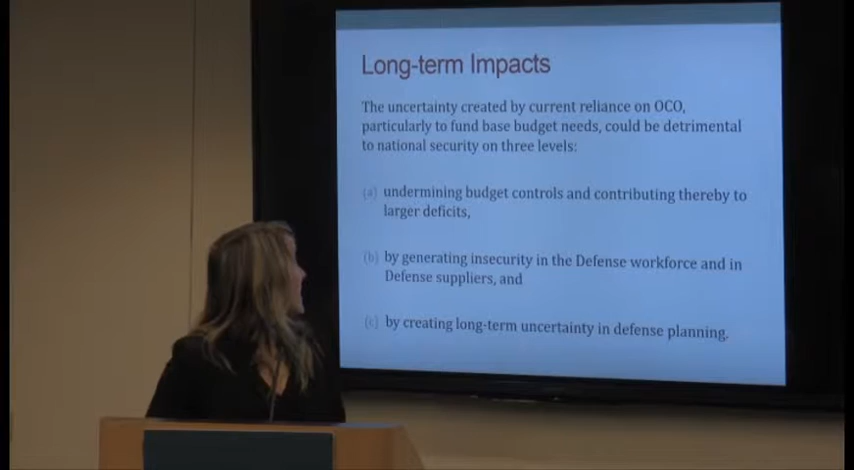 Long-term Impacts
The uncertainty created by current reliance on OCO,
particularly to fund base budget needs, could be detrimental
to national security on three levels:
(a) undermining budget controls and contributing thereby to
larger deficits,
(b) by generating insecurity in the Defense workforce and in
Defense suppliers, and
(c) by creating long-term uncertainty in defense planning.